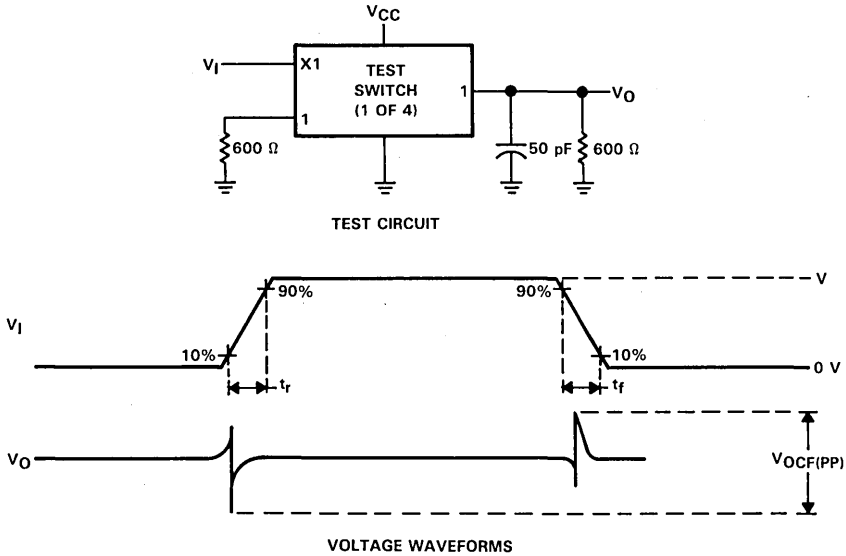 VCC
VI
X1
TEST
SWITCH
(1 OF 4)
1
VO
1
600 Ω
50 pF
600 Ω
TEST CIRCUIT
VI
90%
90%
V
10%
10%
0 V
tr
tf
VO
VOCF(PP)
VOLTAGE WAVEFORMS